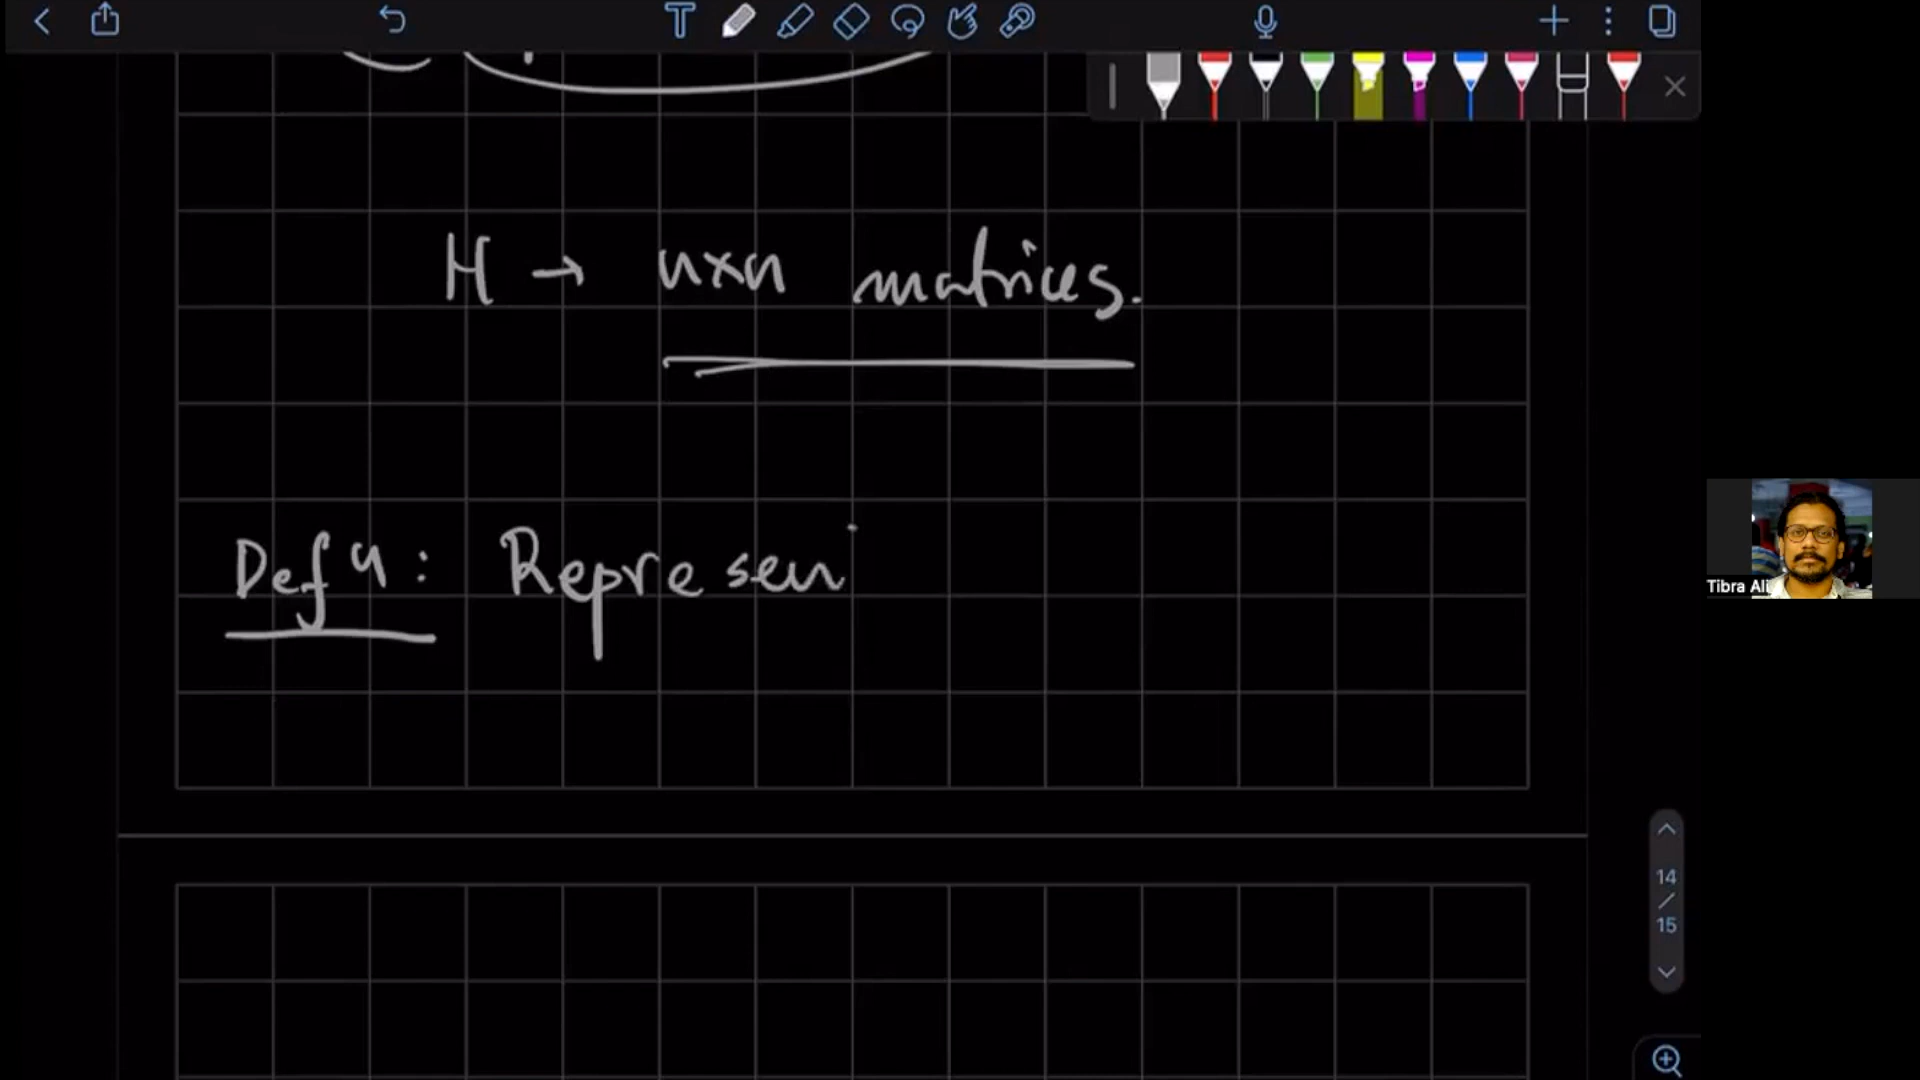 H → nxn matrices.
Def 4: Represen
Tibra Ali
14
/
15